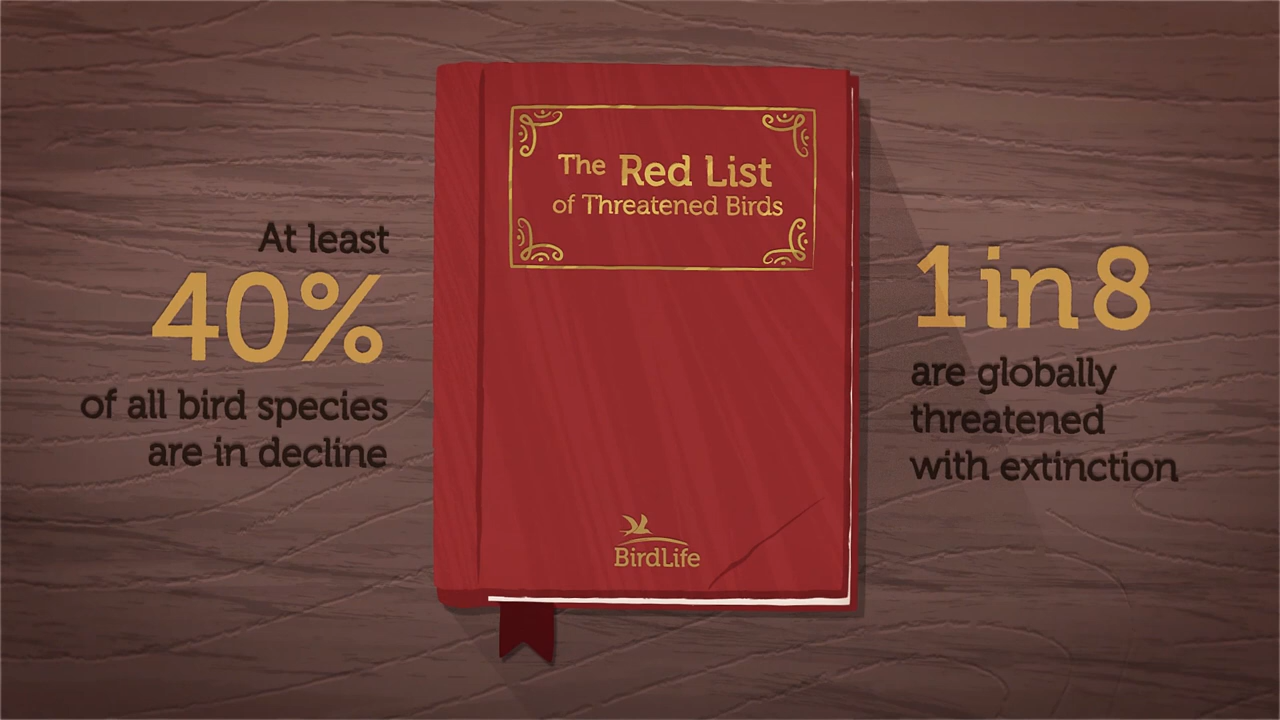 At least
40%
of all bird species
are in decline
The Red List
of Threatened Birds
BirdLife
1 in 8
are globally
threatened
with extinction